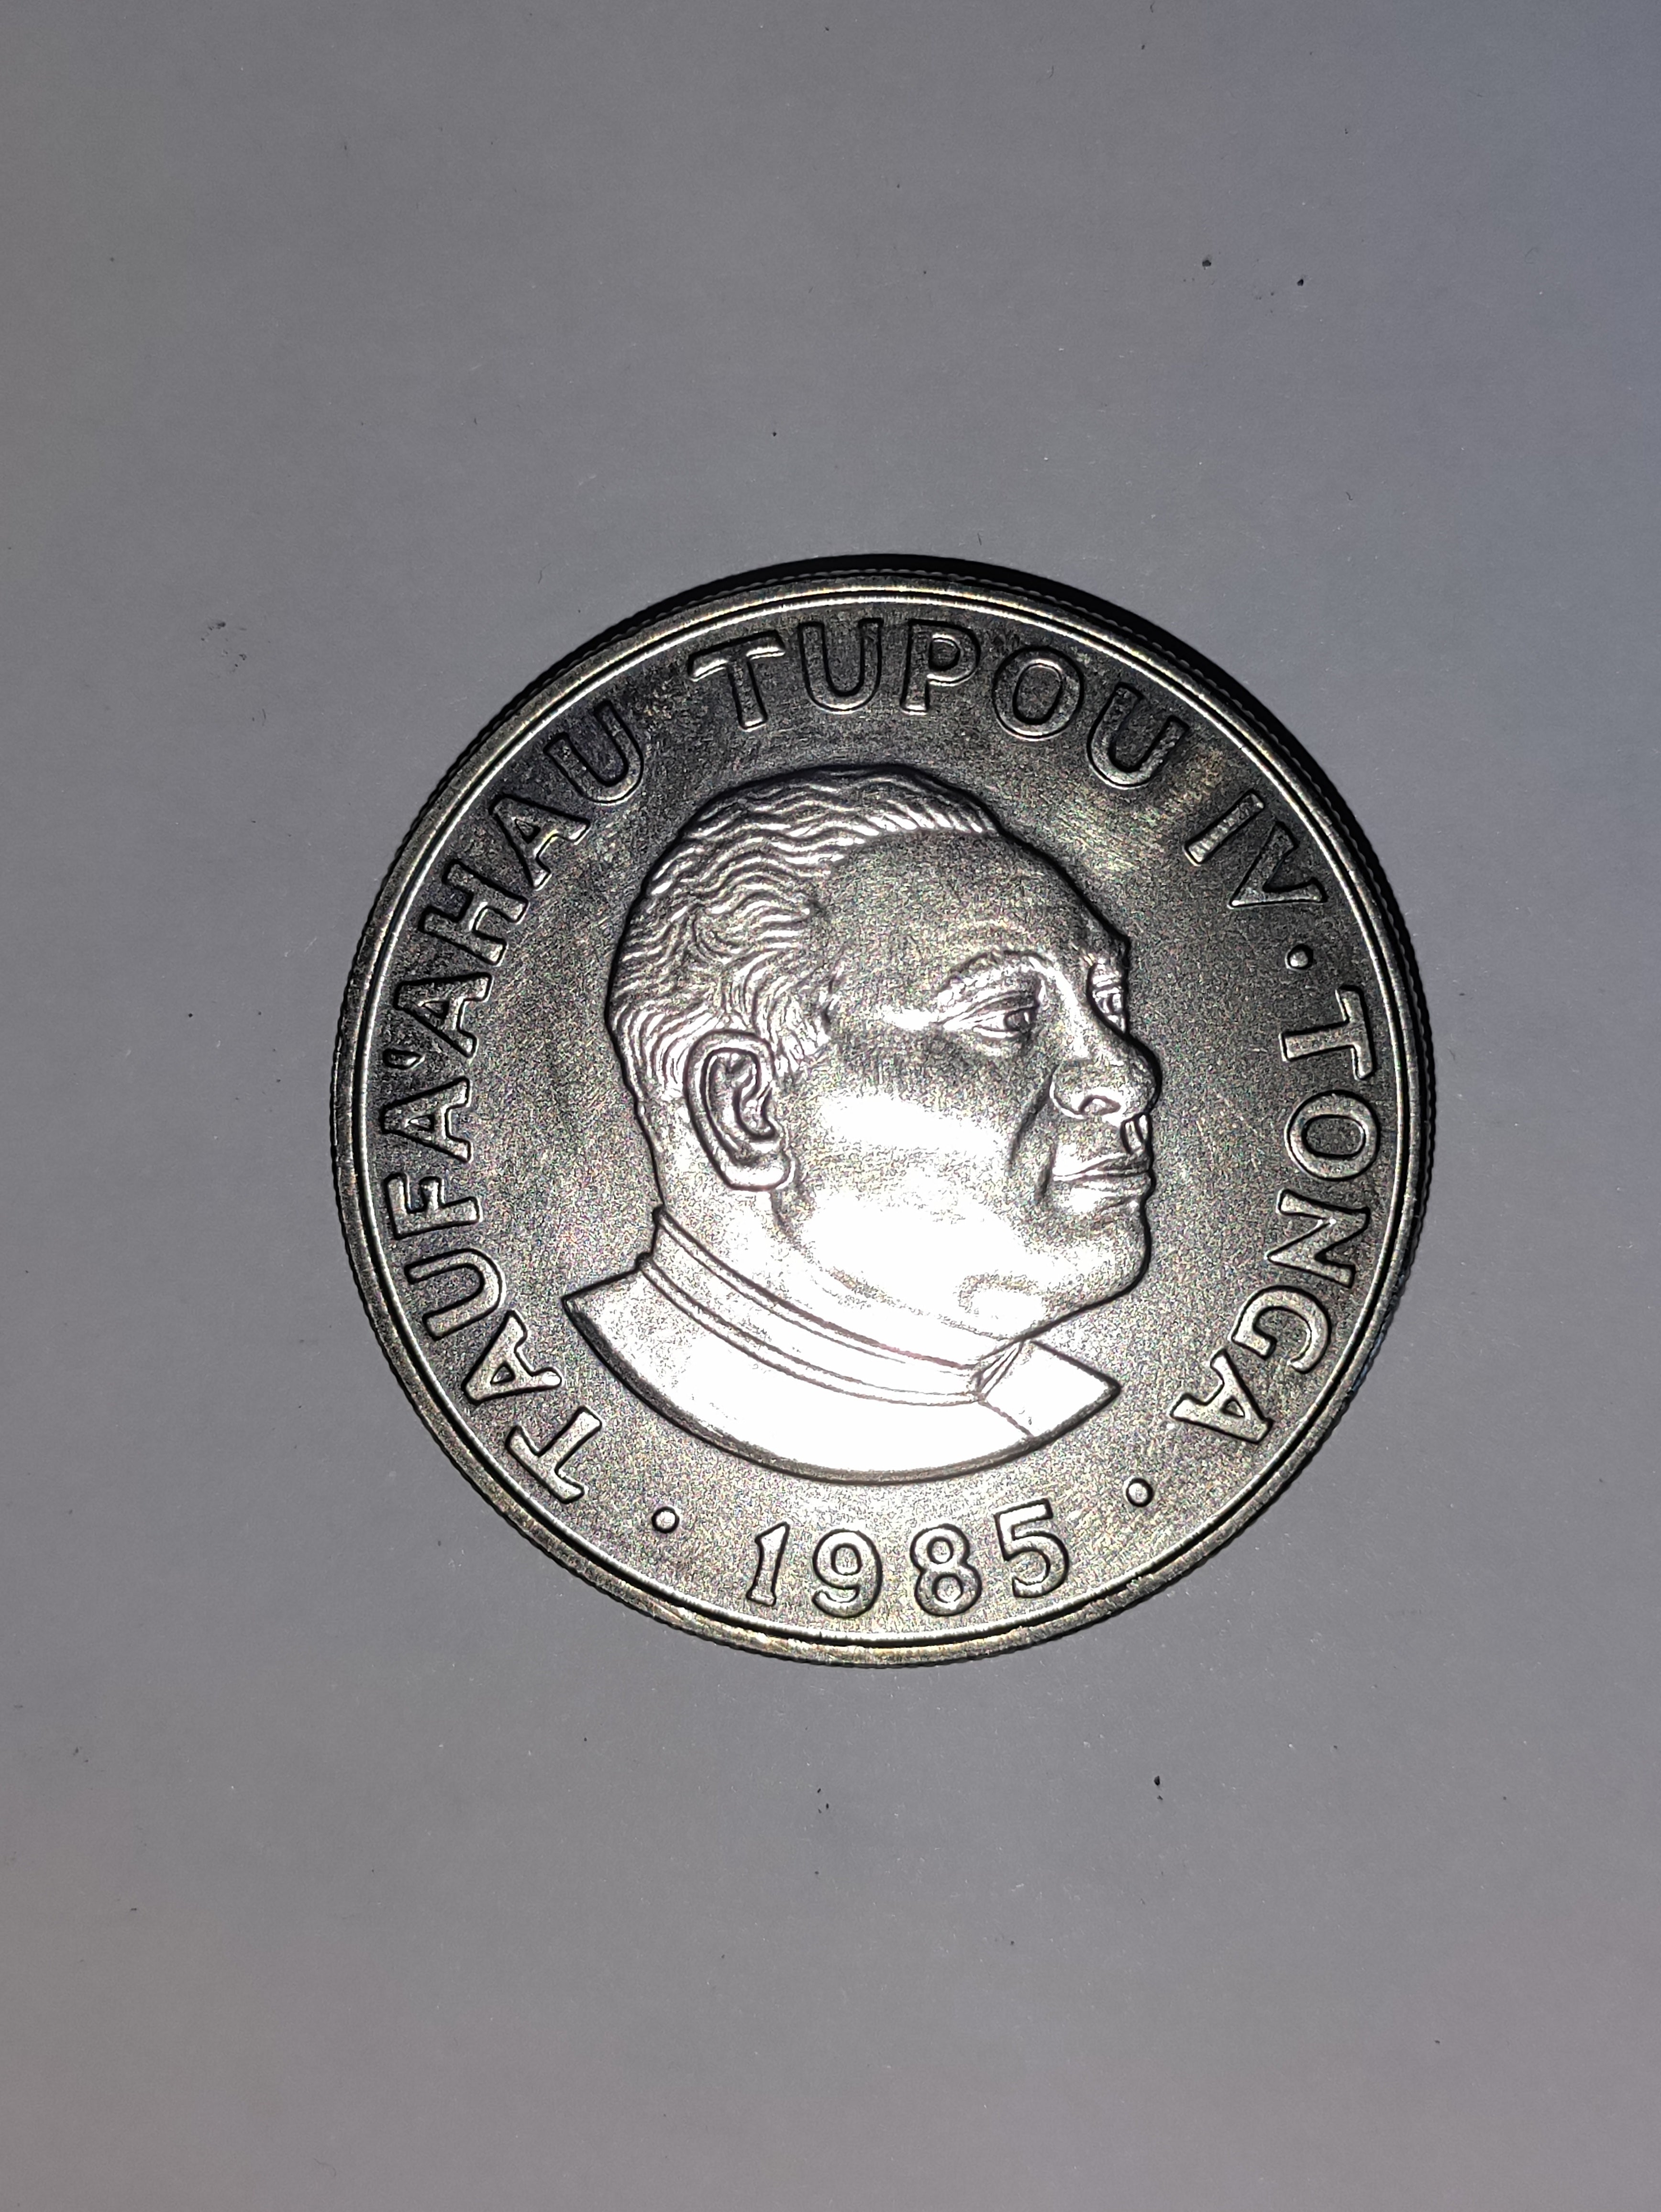 TAUFA'AHAU TUPOU IV · TONGA
· 1985 ·